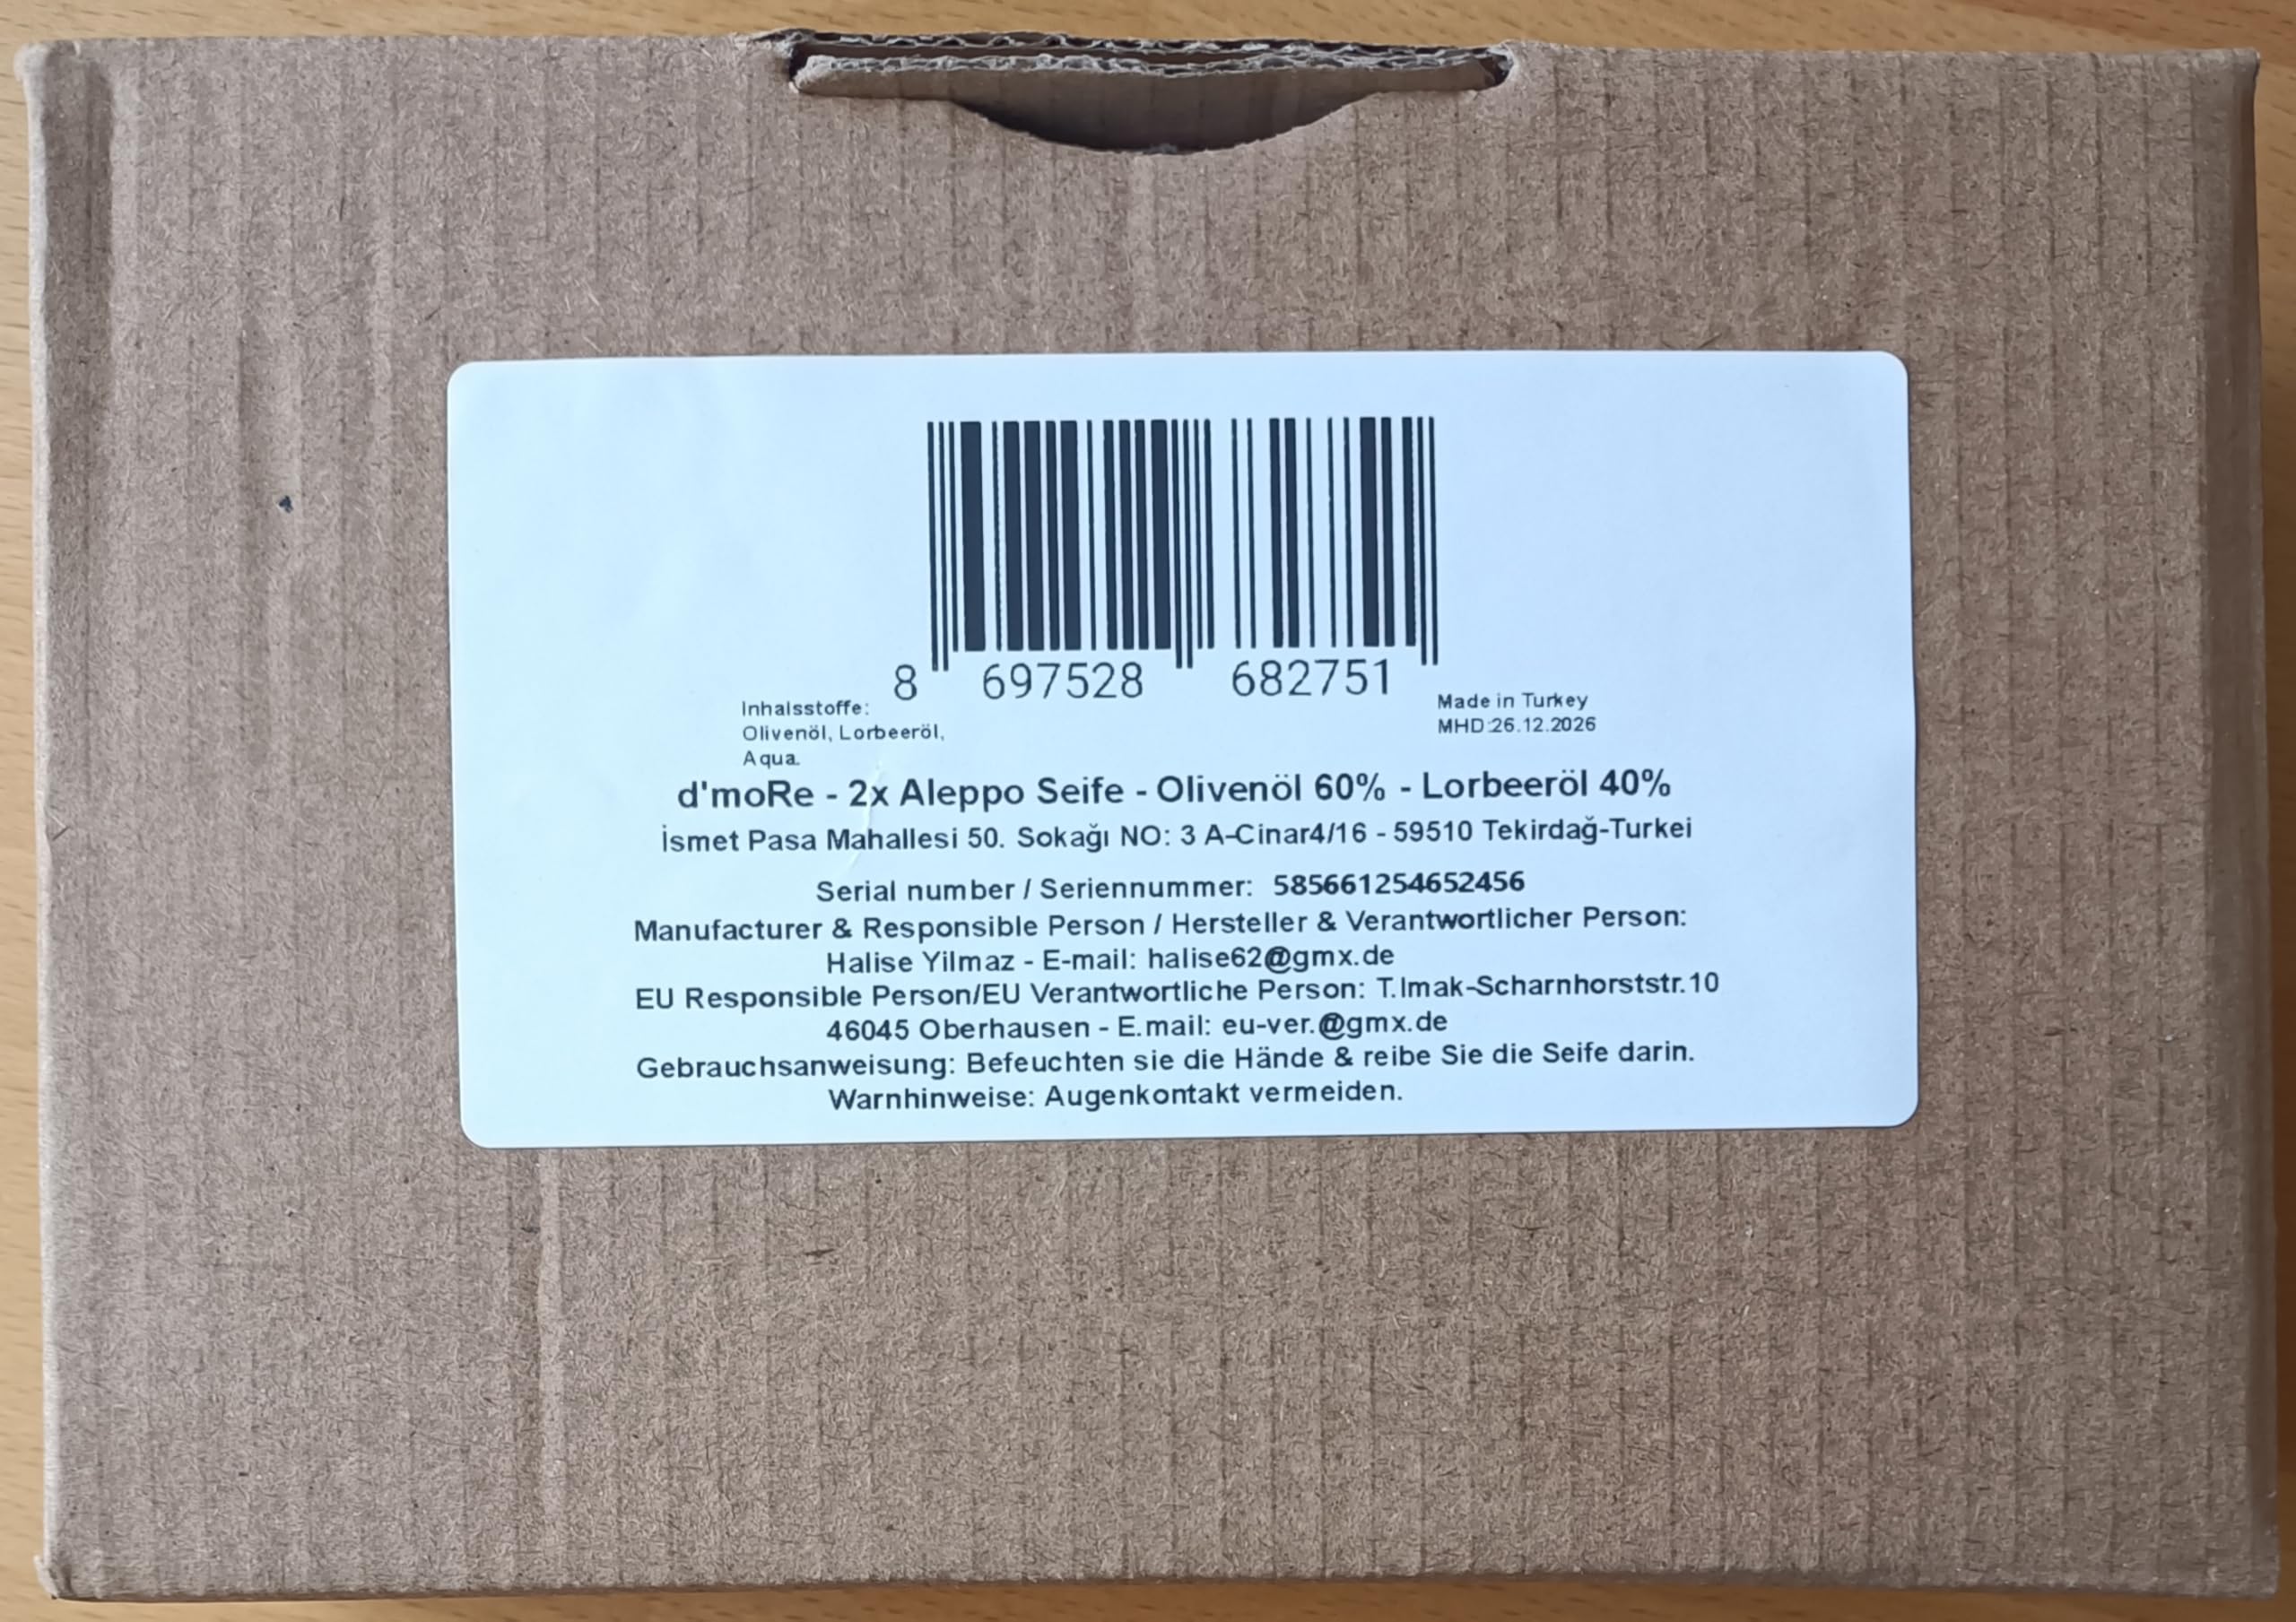 8 697528 682751
Inhalsstoffe:
Olivenöl, Lorbeeröl,
Aqua.
Made in Turkey
MHD:26.12.2026
d'moRe - 2x Aleppo Seife - Olivenöl 60% - Lorbeeröl 40%
İsmet Pasa Mahallesi 50. Sokağı NO: 3 A-Cinar4/16 - 59510 Tekirdağ-Turkei
Serial number / Seriennummer: 585661254652456
Manufacturer & Responsible Person / Hersteller & Verantwortlicher Person:
Halise Yilmaz - E-mail: halise62@gmx.de
EU Responsible Person/EU Verantwortliche Person: T.Imak-Scharnhorststr.10
46045 Oberhausen - E.mail: eu-ver.@gmx.de
Gebrauchsanweisung: Befeuchten sie die Hände & reibe Sie die Seife darin.
Warnhinweise: Augenkontakt vermeiden.